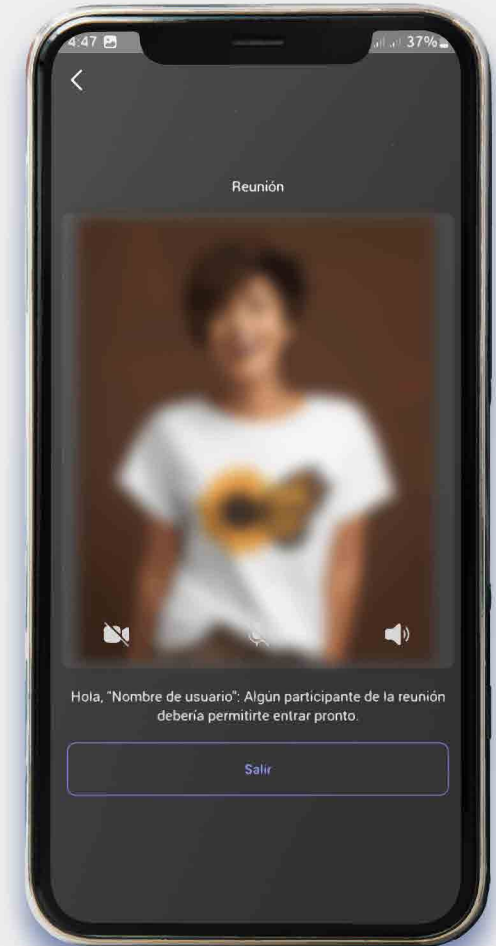 4:47 37%
Reunión
Hola, "Nombre de usuario": Algún participante de la reunión
debería permitirte entrar pronto.
Salir